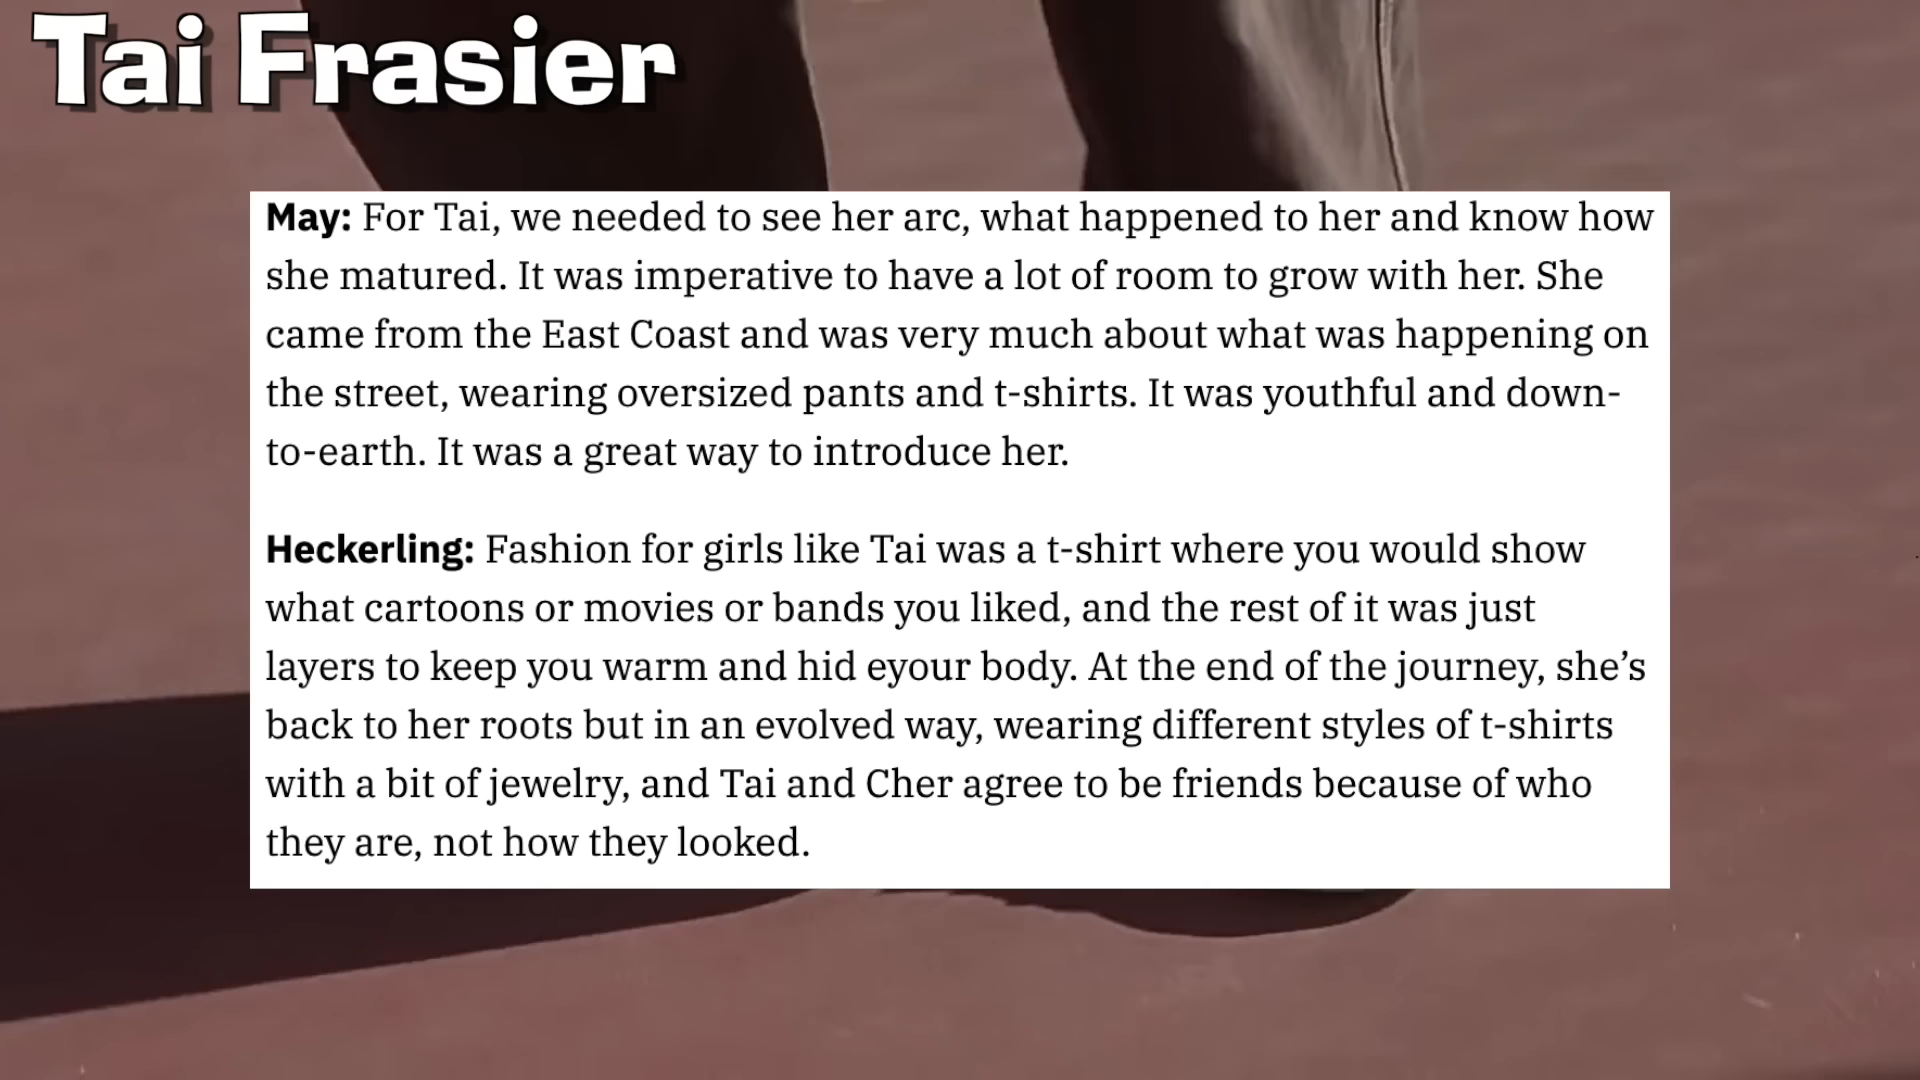 Tai Frasier
May: For Tai, we needed to see her arc, what happened to her and know how
she matured. It was imperative to have a lot of room to grow with her. She
came from the East Coast and was very much about what was happening on
the street, wearing oversized pants and t-shirts. It was youthful and down-
to-earth. It was a great way to introduce her.
Heckerling: Fashion for girls like Tai was a t-shirt where you would show
what cartoons or movies or bands you liked, and the rest of it was just
layers to keep you warm and hid eyour body. At the end of the journey, she’s
back to her roots but in an evolved way, wearing different styles of t-shirts
with a bit of jewelry, and Tai and Cher agree to be friends because of who
they are, not how they looked.